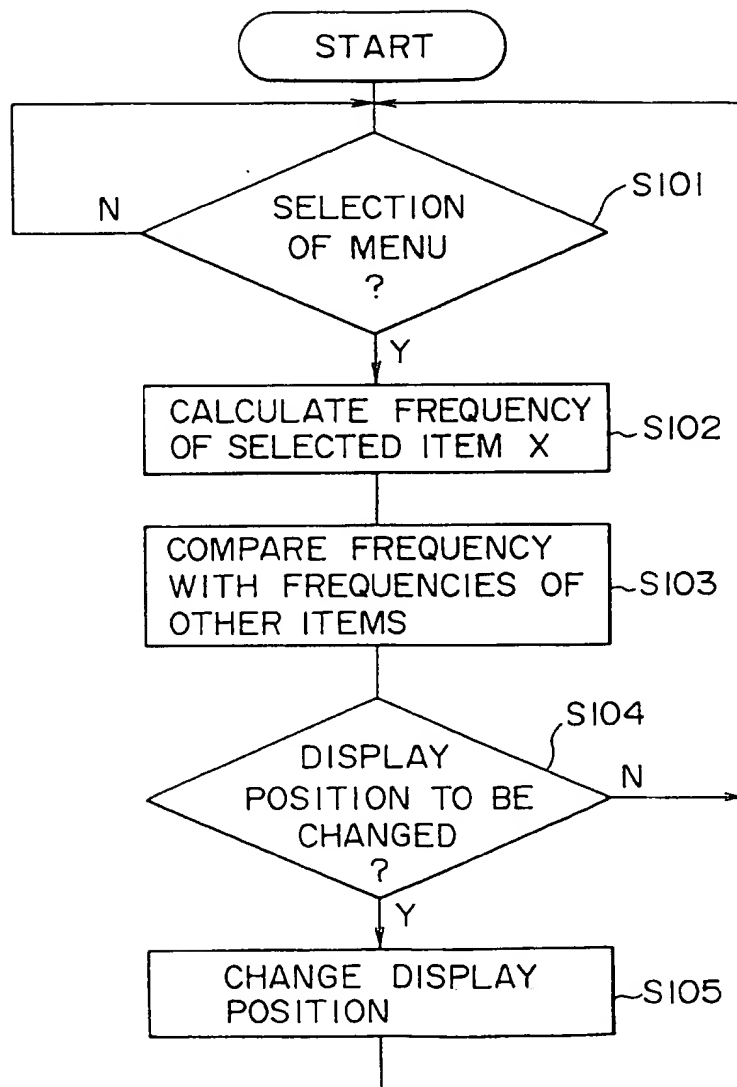 START
N
SELECTION
OF MENU
?
S101
Y
CALCULATE FREQUENCY
OF SELECTED ITEM X
S102
COMPARE FREQUENCY
WITH FREQUENCIES OF
OTHER ITEMS
S103
S104
DISPLAY
POSITION TO BE
CHANGED
?
N
Y
CHANGE DISPLAY
POSITION
S105